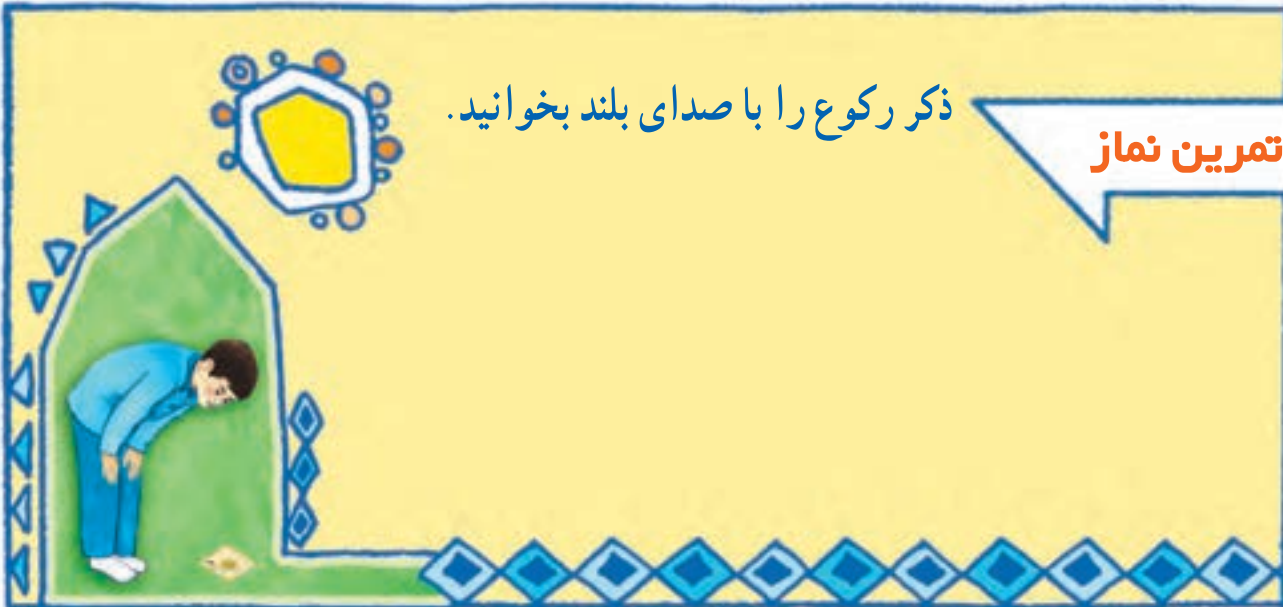 تمرین نماز
ذکر رکوع را با صدای بلند بخوانید.